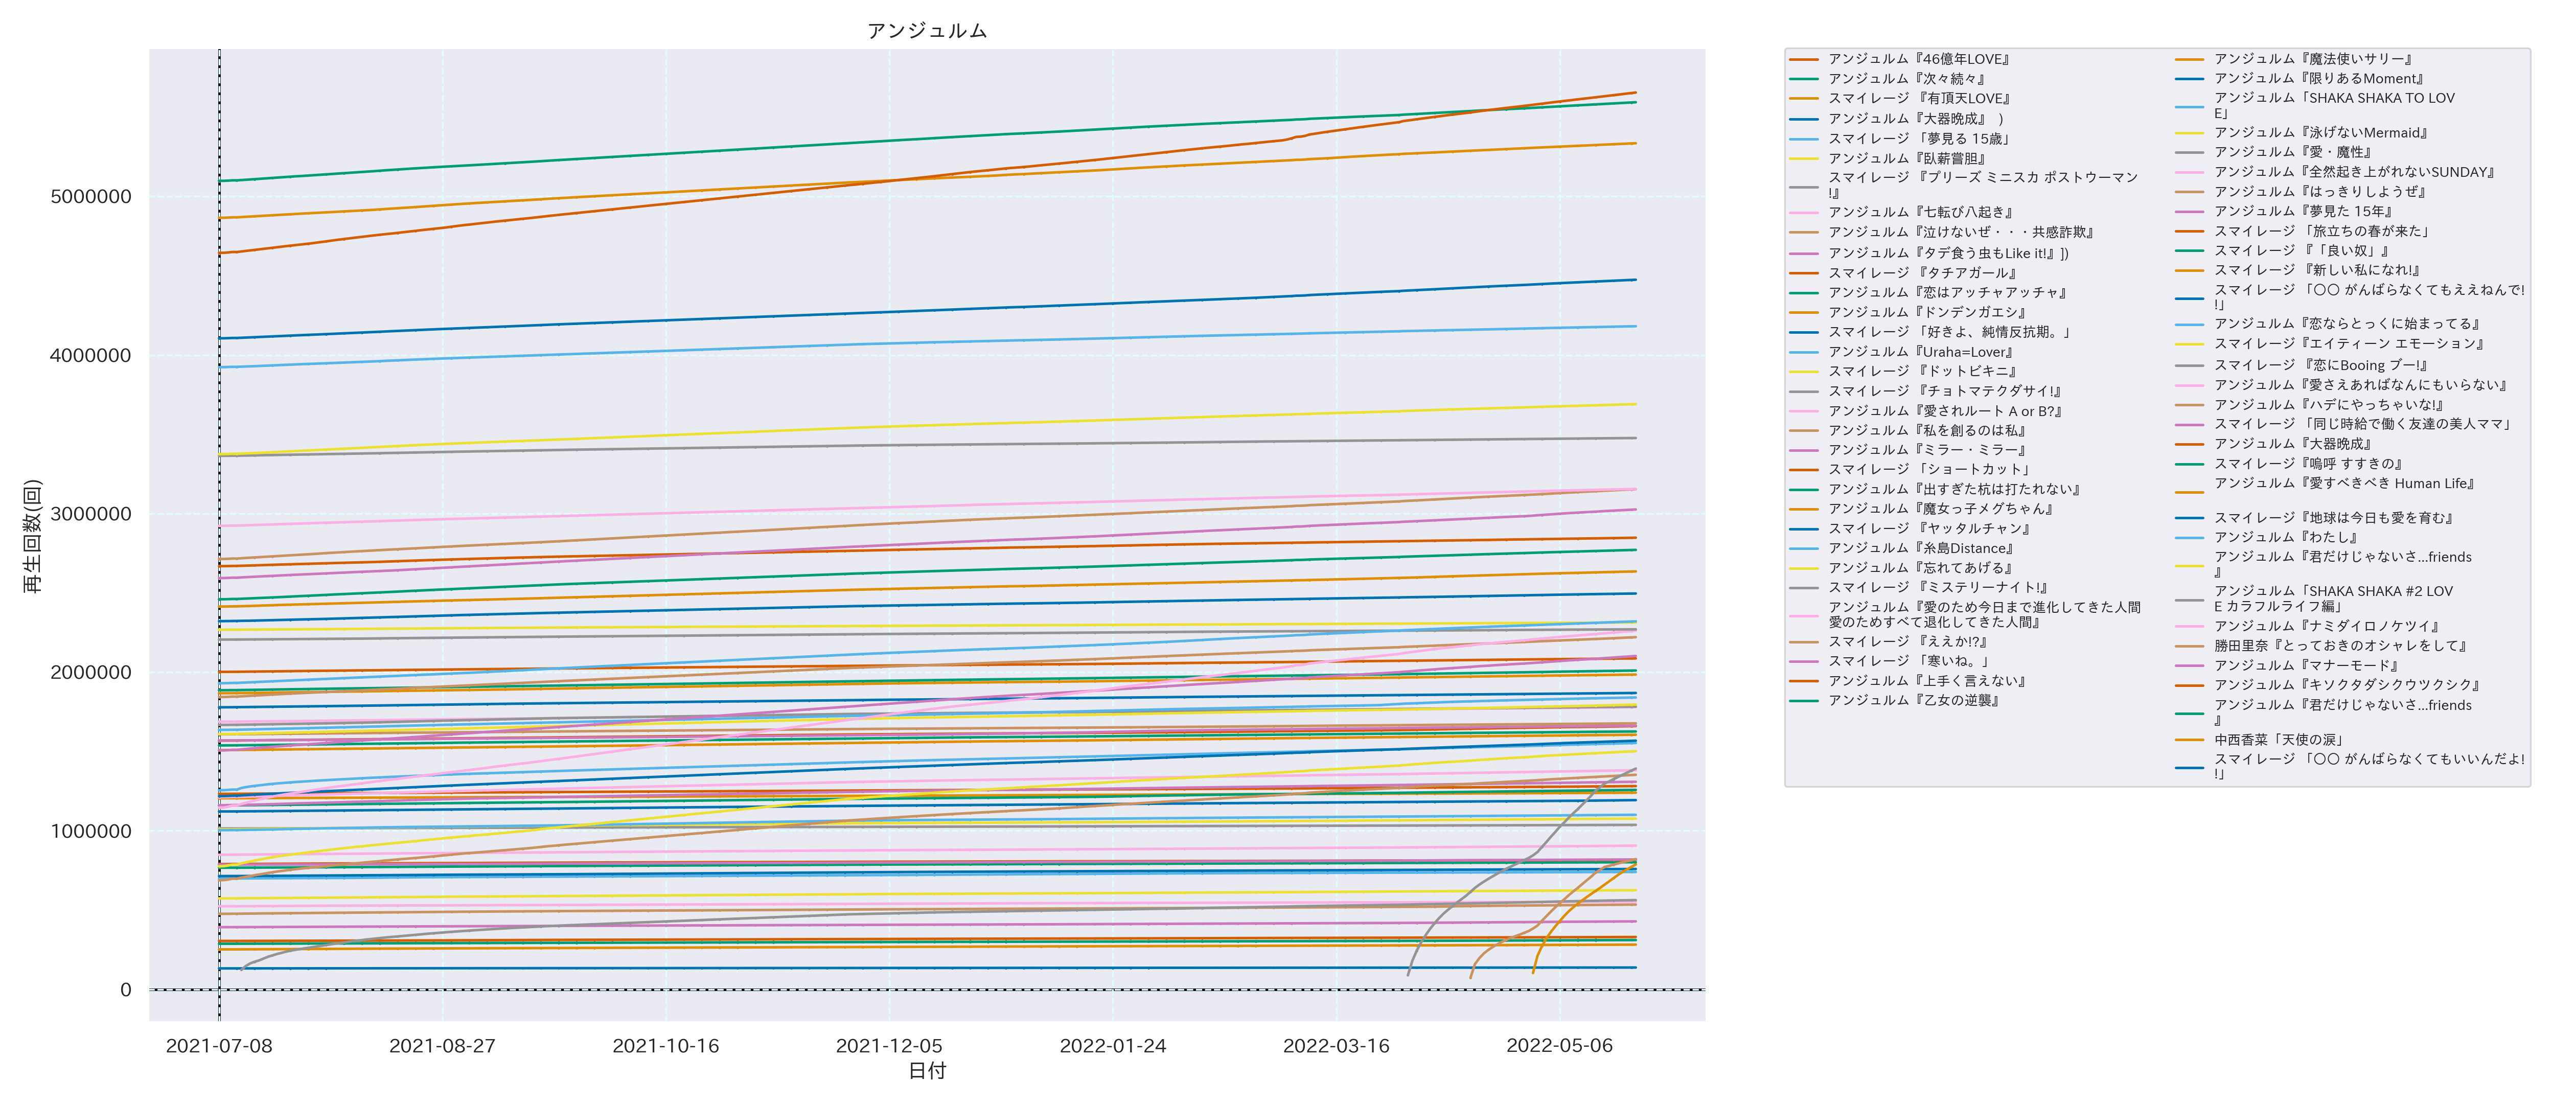 アンジュルム
再生回数(回)
5000000
4000000
3000000
2000000
1000000
0
2021-07-08
2021-08-27
2021-10-16
2021-12-05
2022-01-24
2022-03-16
2022-05-06
日付
アンジュルム『46億年LOVE』
アンジュルム『次々続々』
スマイレージ 『有頂天LOVE』
アンジュルム『大器晩成』 )
スマイレージ 「夢見る 15歳」
アンジュルム『臥薪嘗胆』
スマイレージ 『プリーズ ミニスカ ポストウーマン
!』
アンジュルム『七転び八起き』
アンジュルム『泣けないぜ・・・共感詐欺』
アンジュルム『タデ食う虫もLike it!』])
スマイレージ 『タチアガール』
アンジュルム『恋はアッチャアッチャ』
アンジュルム『ドンデンガエシ』
スマイレージ 「好きよ、純情反抗期。」
アンジュルム『Uraha=Lover』
スマイレージ 『ドットビキニ』
スマイレージ 『チョトマテクダサイ!』
アンジュルム『愛されルート A or B?』
アンジュルム『私を創るのは私』
アンジュルム『ミラー・ミラー』
スマイレージ 「ショートカット」
アンジュルム『出すぎた杭は打たれない』
アンジュルム『魔女っ子メグちゃん』
スマイレージ 『ヤッタルチャン』
アンジュルム『糸島Distance』
アンジュルム『忘れてあげる』
スマイレージ 『ミステリーナイト!』
アンジュルム『愛のため今日まで進化してきた人間
愛のためすべて退化してきた人間』
スマイレージ 『ええか!?』
スマイレージ 「寒いね。」
アンジュルム『上手く言えない』
アンジュルム『乙女の逆襲』
アンジュルム『魔法使いサリー』
アンジュルム『限りあるMoment』
アンジュルム「SHAKA SHAKA TO LOV
E」
アンジュルム『泳げないMermaid』
アンジュルム『愛・魔性』
アンジュルム『全然起き上がれないSUNDAY』
アンジュルム『はっきりしようぜ』
アンジュルム『夢見た 15年』
スマイレージ 「旅立ちの春が来た」
スマイレージ 『「良い奴」』
スマイレージ 『新しい私になれ!』
スマイレージ 「〇〇 がんばらなくてもええねんで!
!」
アンジュルム『恋ならとっくに始まってる』
スマイレージ『エイティーン エモーション』
スマイレージ 『恋にBooing ブー!』
アンジュルム『愛さえあればなんにもいらない』
アンジュルム『ハデにやっちゃいな!』
スマイレージ 「同じ時給で働く友達の美人ママ」
アンジュルム『大器晩成』
スマイレージ『嗚呼 すすきの』
アンジュルム『愛すべきべき Human Life』
スマイレージ『地球は今日も愛を育む』
アンジュルム『わたし』
アンジュルム『君だけじゃないさ...friends
』
アンジュルム「SHAKA SHAKA #2 LOV
E カラフルライフ編」
アンジュルム『ナミダイロノケツイ』
勝田里奈『とっておきのオシャレをして』
アンジュルム『マナーモード』
アンジュルム『キソクタダシクウツクシク』
アンジュルム『君だけじゃないさ...friends
』
中西香菜「天使の涙」
スマイレージ 「〇〇 がんばらなくてもいいんだよ!
!」